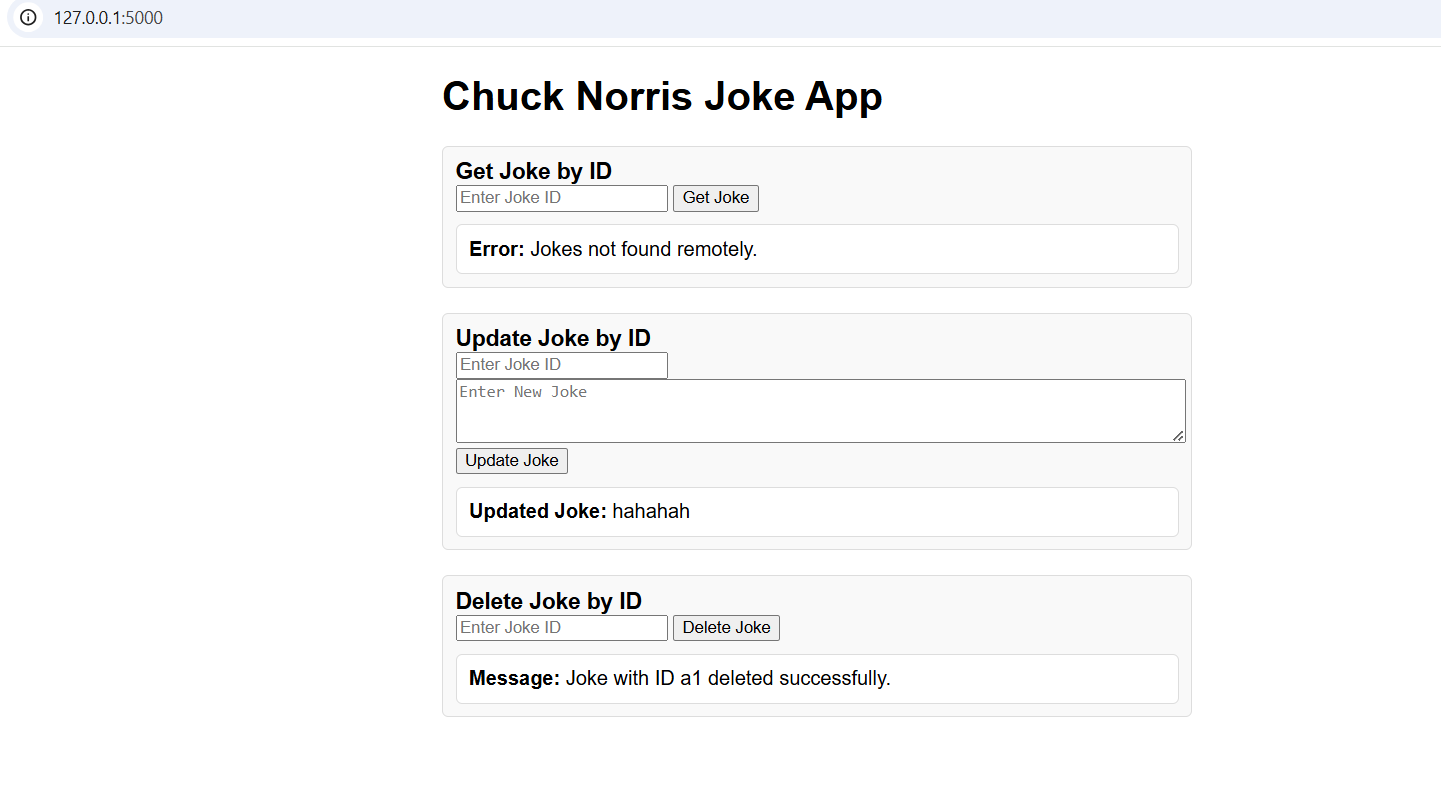 127.0.0.1:5000
Chuck Norris Joke App
Get Joke by ID
Enter Joke ID Get Joke
Error: Jokes not found remotely.
Update Joke by ID
Enter Joke ID
Enter New Joke
Update Joke
Updated Joke: hahahah
Delete Joke by ID
Enter Joke ID Delete Joke
Message: Joke with ID a1 deleted successfully.